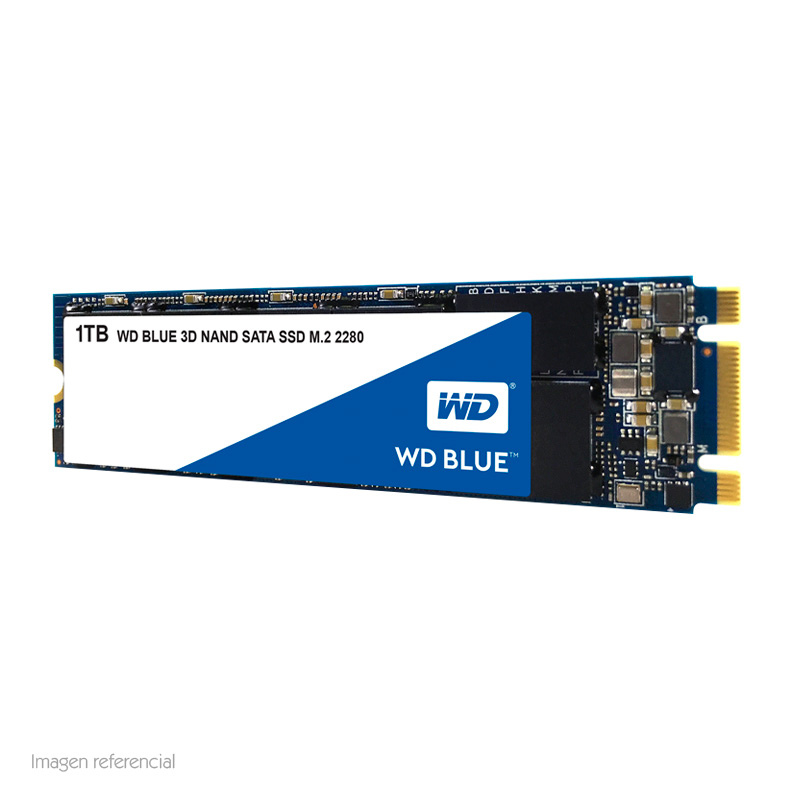 B D F H K M P T
1TB WD BLUE 3D NAND SATA SSD M.2 2280
B
WD®
WD BLUE™
M
Imagen referencial